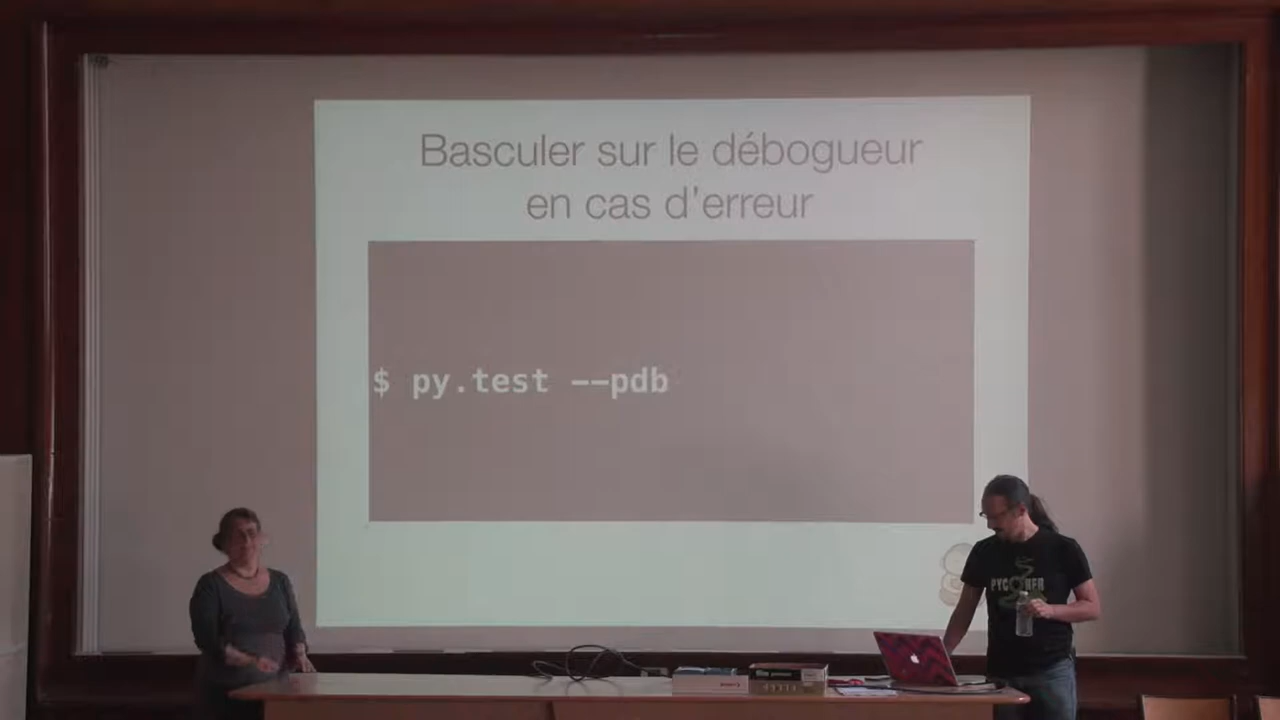 Basculer sur le débogueur
en cas d'erreur
$ py.test --pdb